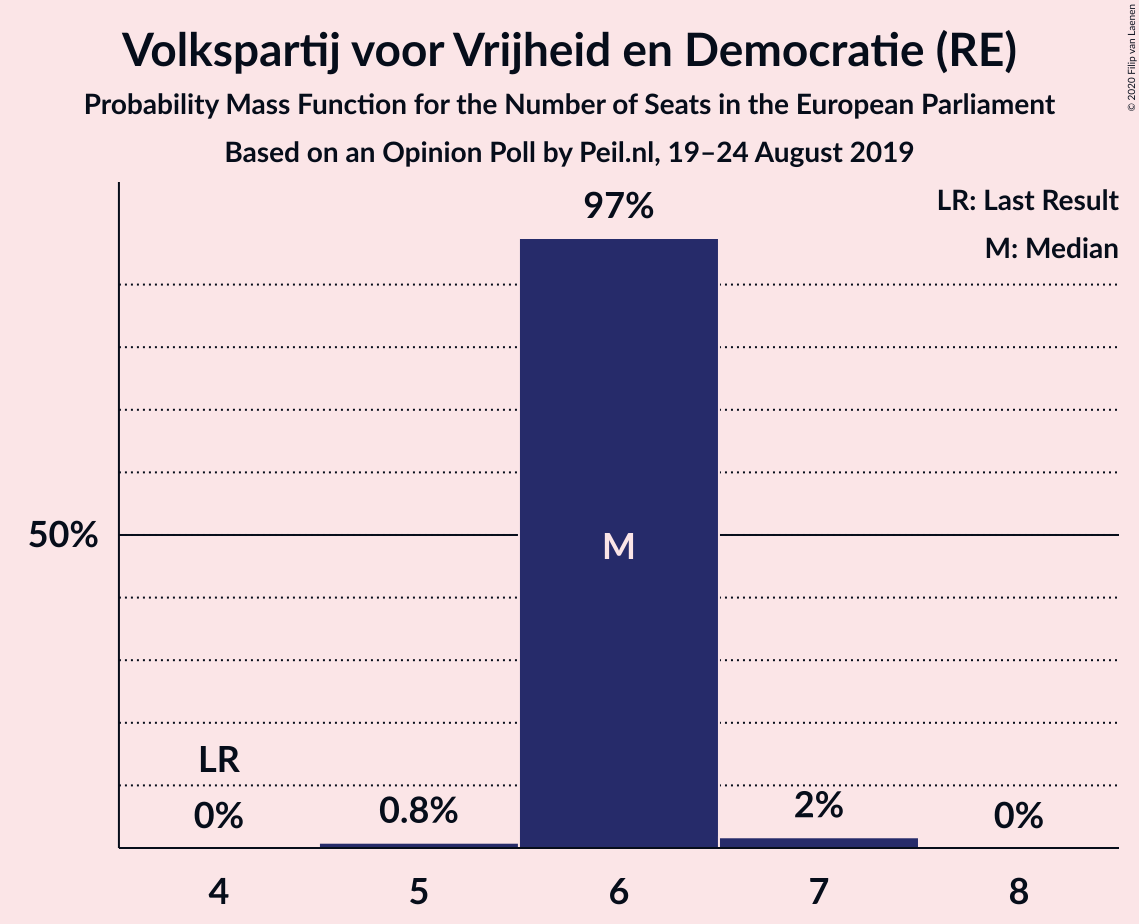 Volkspartij voor Vrijheid en Democratie (RE)
Probability Mass Function for the Number of Seats in the European Parliament
Based on an Opinion Poll by Peil.nl, 19–24 August 2019
© 2020 Filip van Laenen
LR: Last Result
M: Median
97%
50%
M
LR
0%
0.8%
2%
0%
4
5
6
7
8